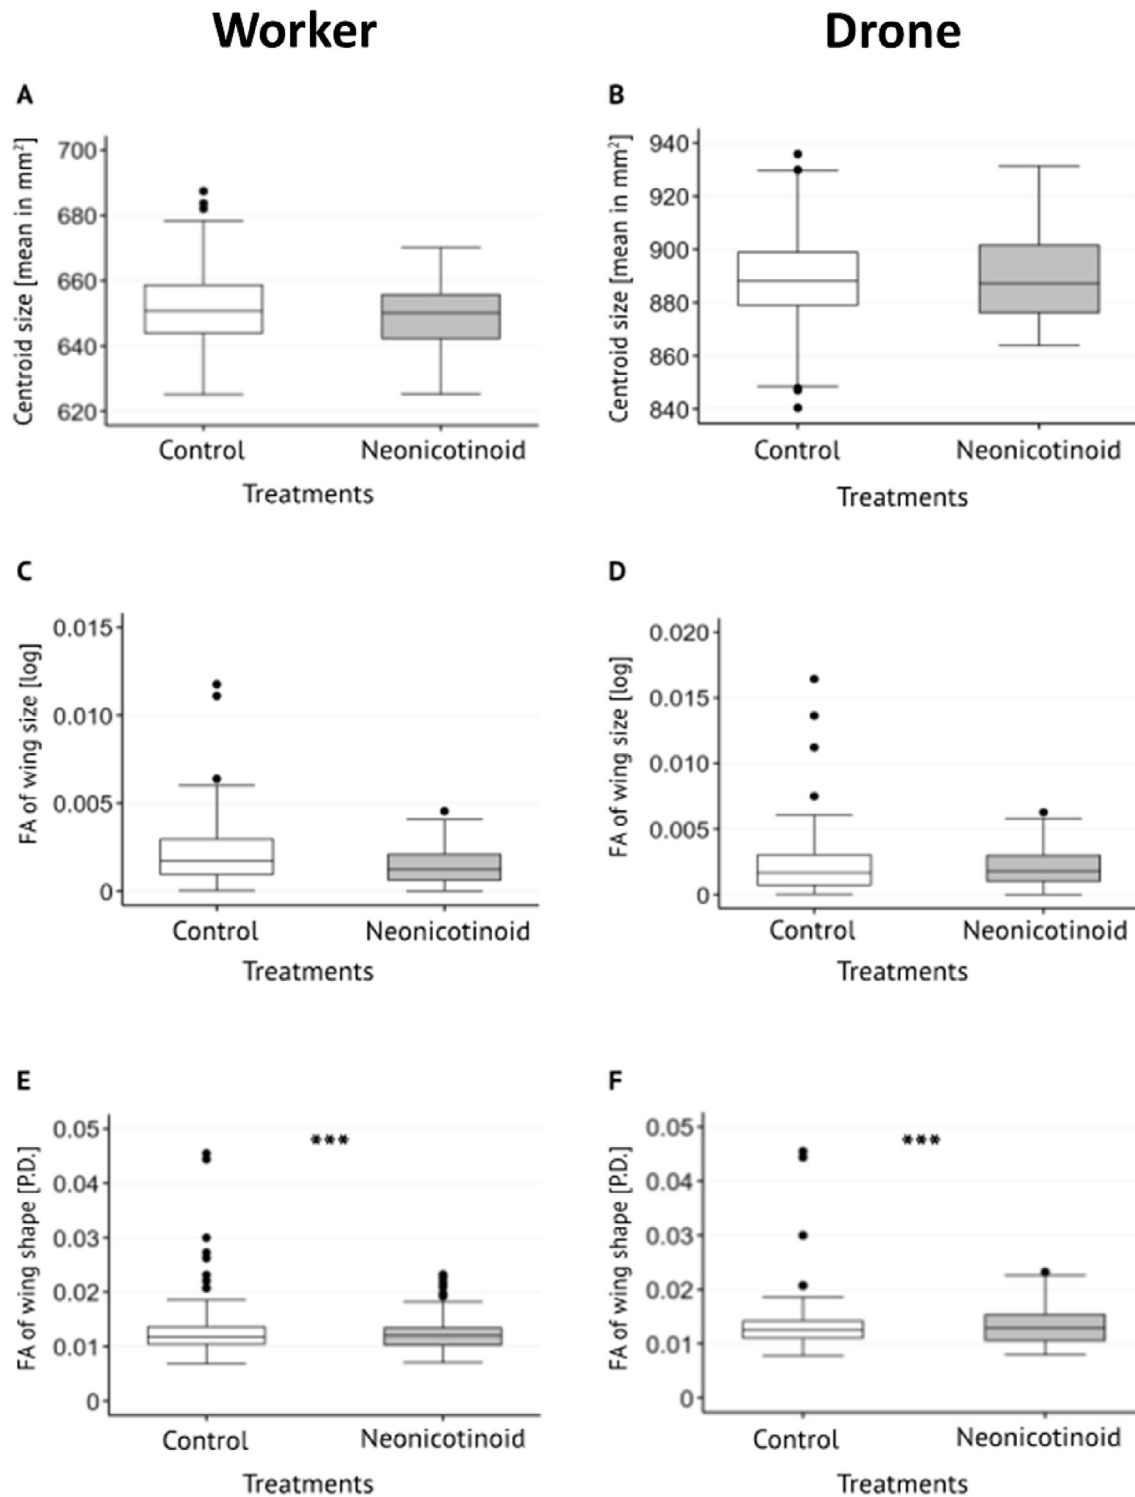 Worker
Drone
A
Centroid size [mean in mm²]
700
680
660
640
620
Control
Neonicotinoid
Treatments
B
Centroid size [mean in mm²]
940
920
900
880
860
840
Control
Neonicotinoid
Treatments
C
FA of wing size [log]
0.015
0.010
0.005
0
Control
Neonicotinoid
Treatments
D
FA of wing size [log]
0.020
0.015
0.010
0.005
0
Control
Neonicotinoid
Treatments
E
FA of wing shape [P.D.]
0.05
0.04
0.03
0.02
0.01
0
***
Control
Neonicotinoid
Treatments
F
FA of wing shape [P.D.]
0.05
0.04
0.03
0.02
0.01
0
***
Control
Neonicotinoid
Treatments